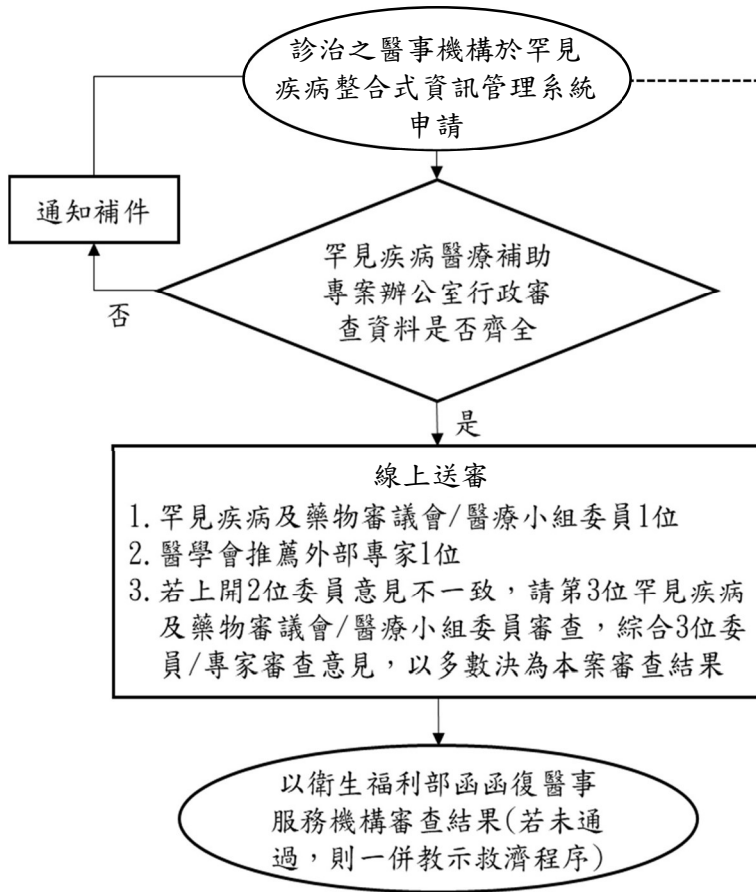 診治之醫事機構於罕見
疾病整合式資訊管理系統
申請
通知補件
罕見疾病醫療補助
專案辦公室行政審
查資料是否齊全
否
是
線上送審
1. 罕見疾病及藥物審議會/醫療小組委員1位
2. 醫學會推薦外部專家1位
3. 若上開2位委員意見不一致，請第3位罕見疾病
及藥物審議會/醫療小組委員審查，綜合3位委
員/專家審查意見，以多數決為本案審查結果
以衛生福利部函函復醫事
服務機構審查結果(若未通
過，則一併教示救濟程序)